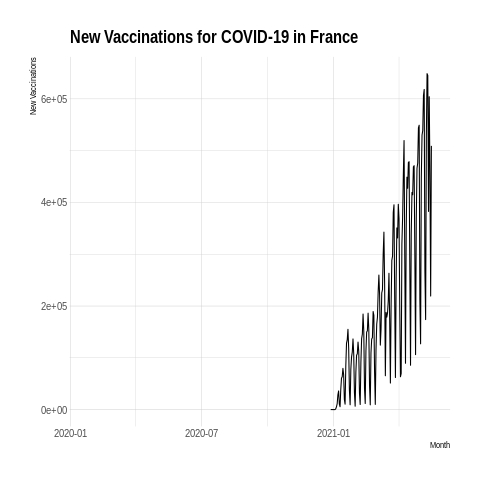 New Vaccinations for COVID-19 in France
New Vaccinations
6e+05
4e+05
2e+05
0e+00
2020-01
2020-07
2021-01
Month